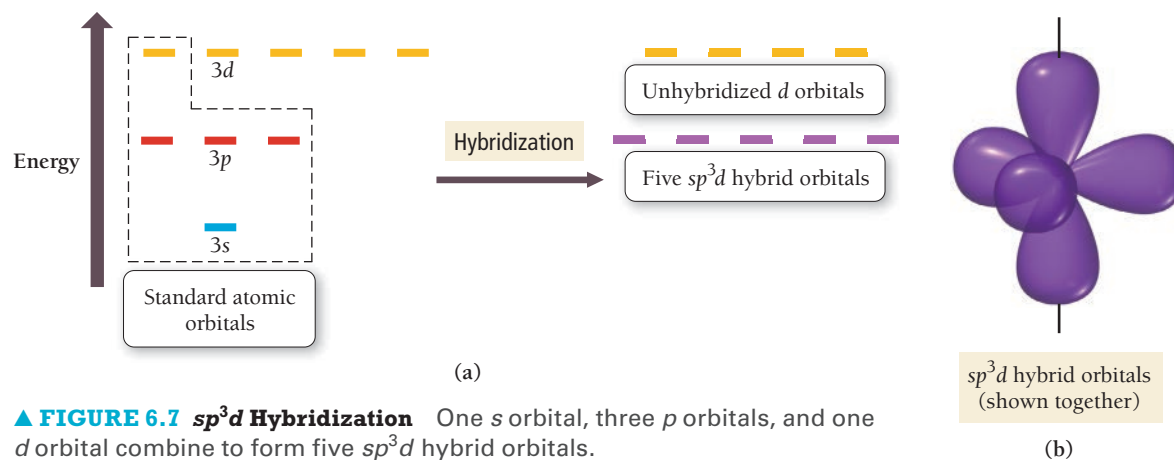 Energy
3d
3p
3s
Standard atomic
orbitals
Hybridization
Unhybridized d orbitals
Five sp³d hybrid orbitals
(a)
sp³d hybrid orbitals
(shown together)
(b)
▲ FIGURE 6.7 sp³d Hybridization One s orbital, three p orbitals, and one
d orbital combine to form five sp³d hybrid orbitals.